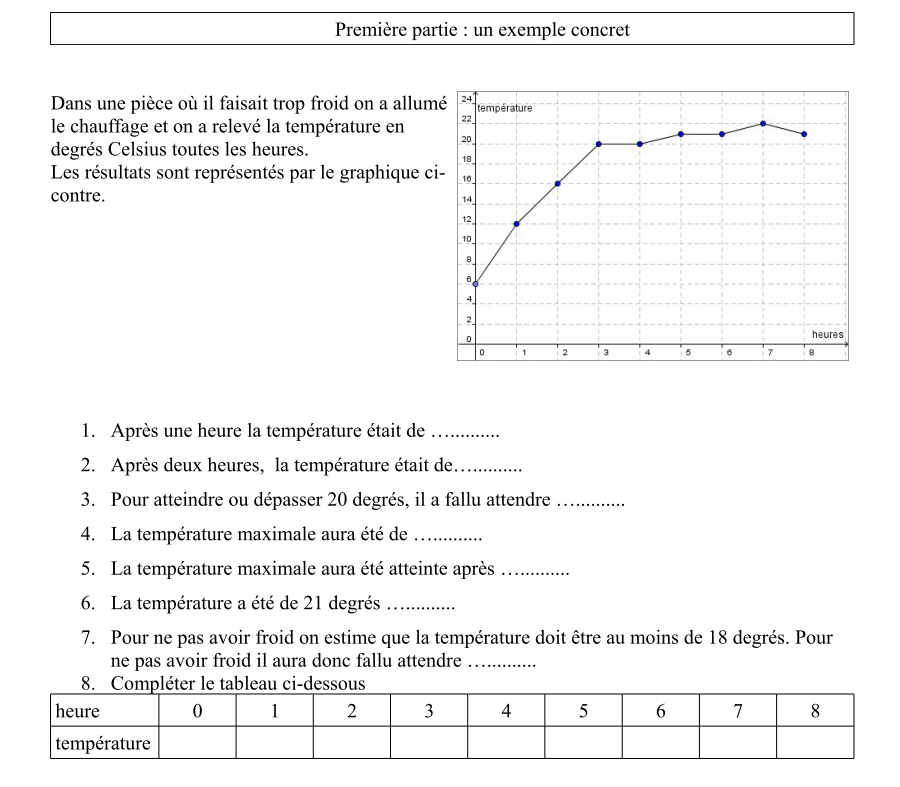 Première partie : un exemple concret
Dans une pièce où il faisait trop froid on a allumé
le chauffage et on a relevé la température en
degrés Celsius toutes les heures.
Les résultats sont représentés par le graphique ci-
contre.
24
température
22
20
18
16
14
12
10
8
6
4
2
0
heures
0 1 2 3 4 5 6 7 8
1. Après une heure la température était de …..........
2. Après deux heures,  la température était de…..........
3. Pour atteindre ou dépasser 20 degrés, il a fallu attendre …..........
4. La température maximale aura été de …..........
5. La température maximale aura été atteinte après …..........
6. La température a été de 21 degrés …..........
7. Pour ne pas avoir froid on estime que la température doit être au moins de 18 degrés. Pour
ne pas avoir froid il aura donc fallu attendre …..........
8. Compléter le tableau ci-dessous
heure 0 1 2 3 4 5 6 7 8
température